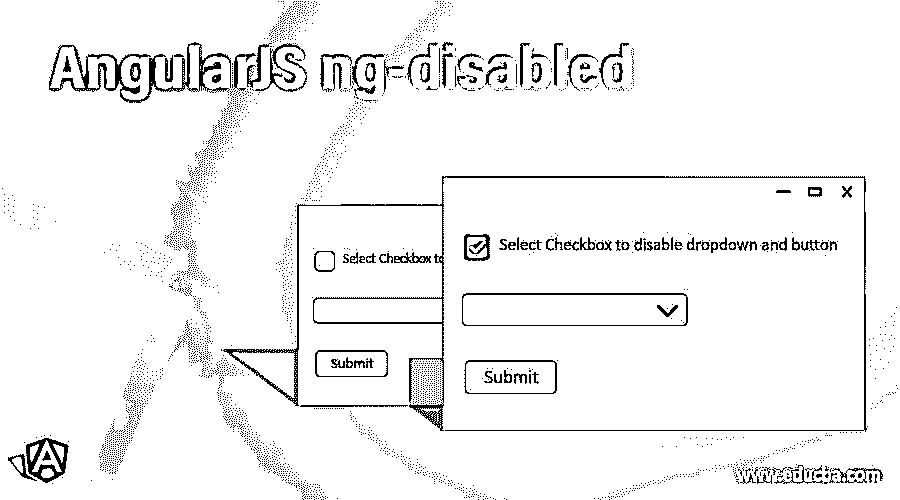 AngularJS ng-disabled
Select Checkbox to disable dropdown and button
Select Checkbox to
Submit
Submit
www.educba.com